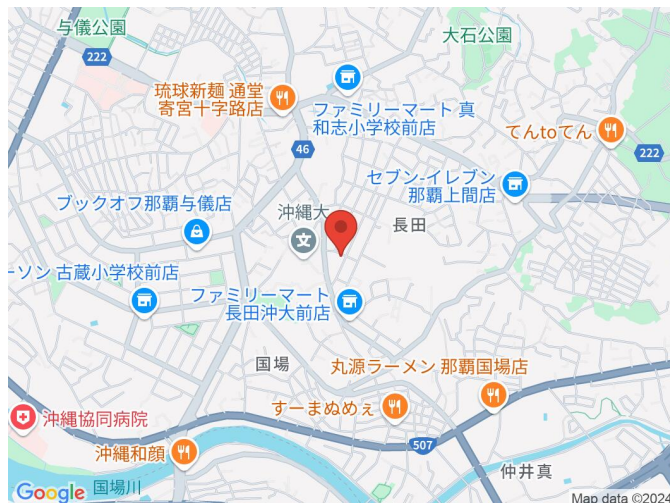 与儀公園
大石公園
222
琉球新麺 通堂
寄宮十字路店
ファミリーマート 真
和志小学校前店
てんtoてん
46
222
セブン-イレブン
那覇上間店
ブックオフ那覇与儀店
沖縄大
長田
ーソン 古蔵小学校前店
ファミリーマート
長田沖大前店
国場
丸源ラーメン 那覇国場店
すーまぬめぇ
沖縄協同病院
507
沖縄和顔
仲井真
Google
国場川
Map data ©2024